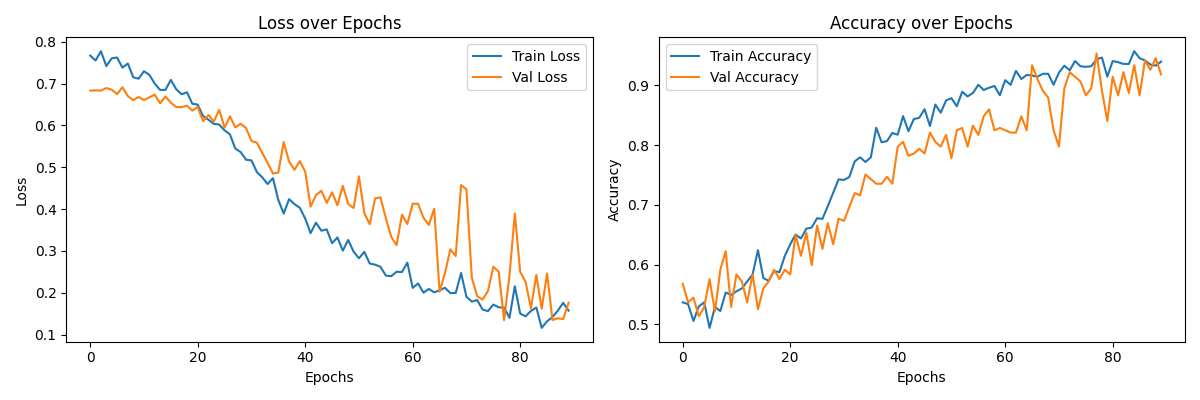 Loss over Epochs
Train Loss
Val Loss
0.8
0.7
0.6
0.5
0.4
0.3
0.2
0.1
Loss
0
20
40
60
80
Epochs
Accuracy over Epochs
Train Accuracy
Val Accuracy
0.9
0.8
0.7
0.6
0.5
Accuracy
0
20
40
60
80
Epochs